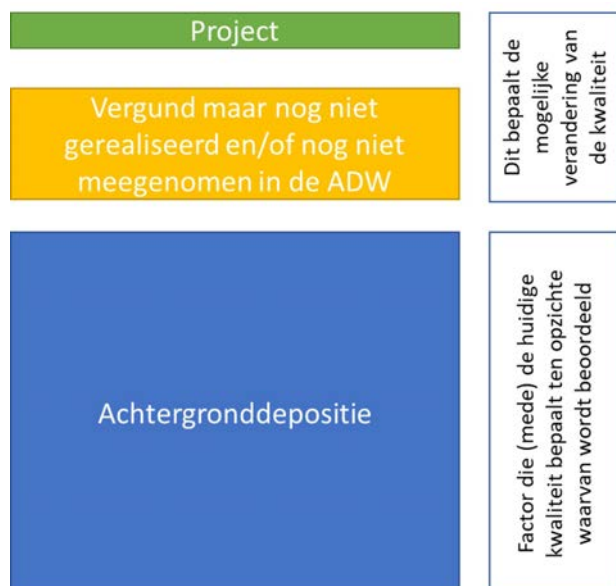 Project
Vergund maar nog niet
gerealiseerd en/of nog niet
meegenomen in de ADW
Dit bepaalt de
mogelijke
verandering van
de kwaliteit
Achtergronddepositie
Factor die (mede) de huidige
kwaliteit bepaalt ten opzichte
waarvan wordt beoordeeld